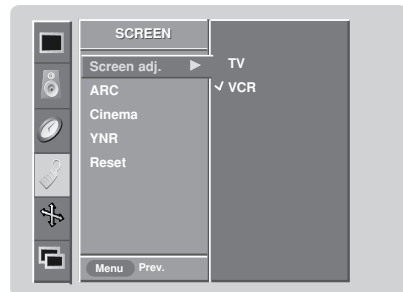 SCREEN
Screen adj. ▶ TV
ARC ✓ VCR
Cinema
YNR
Reset
Menu Prev.